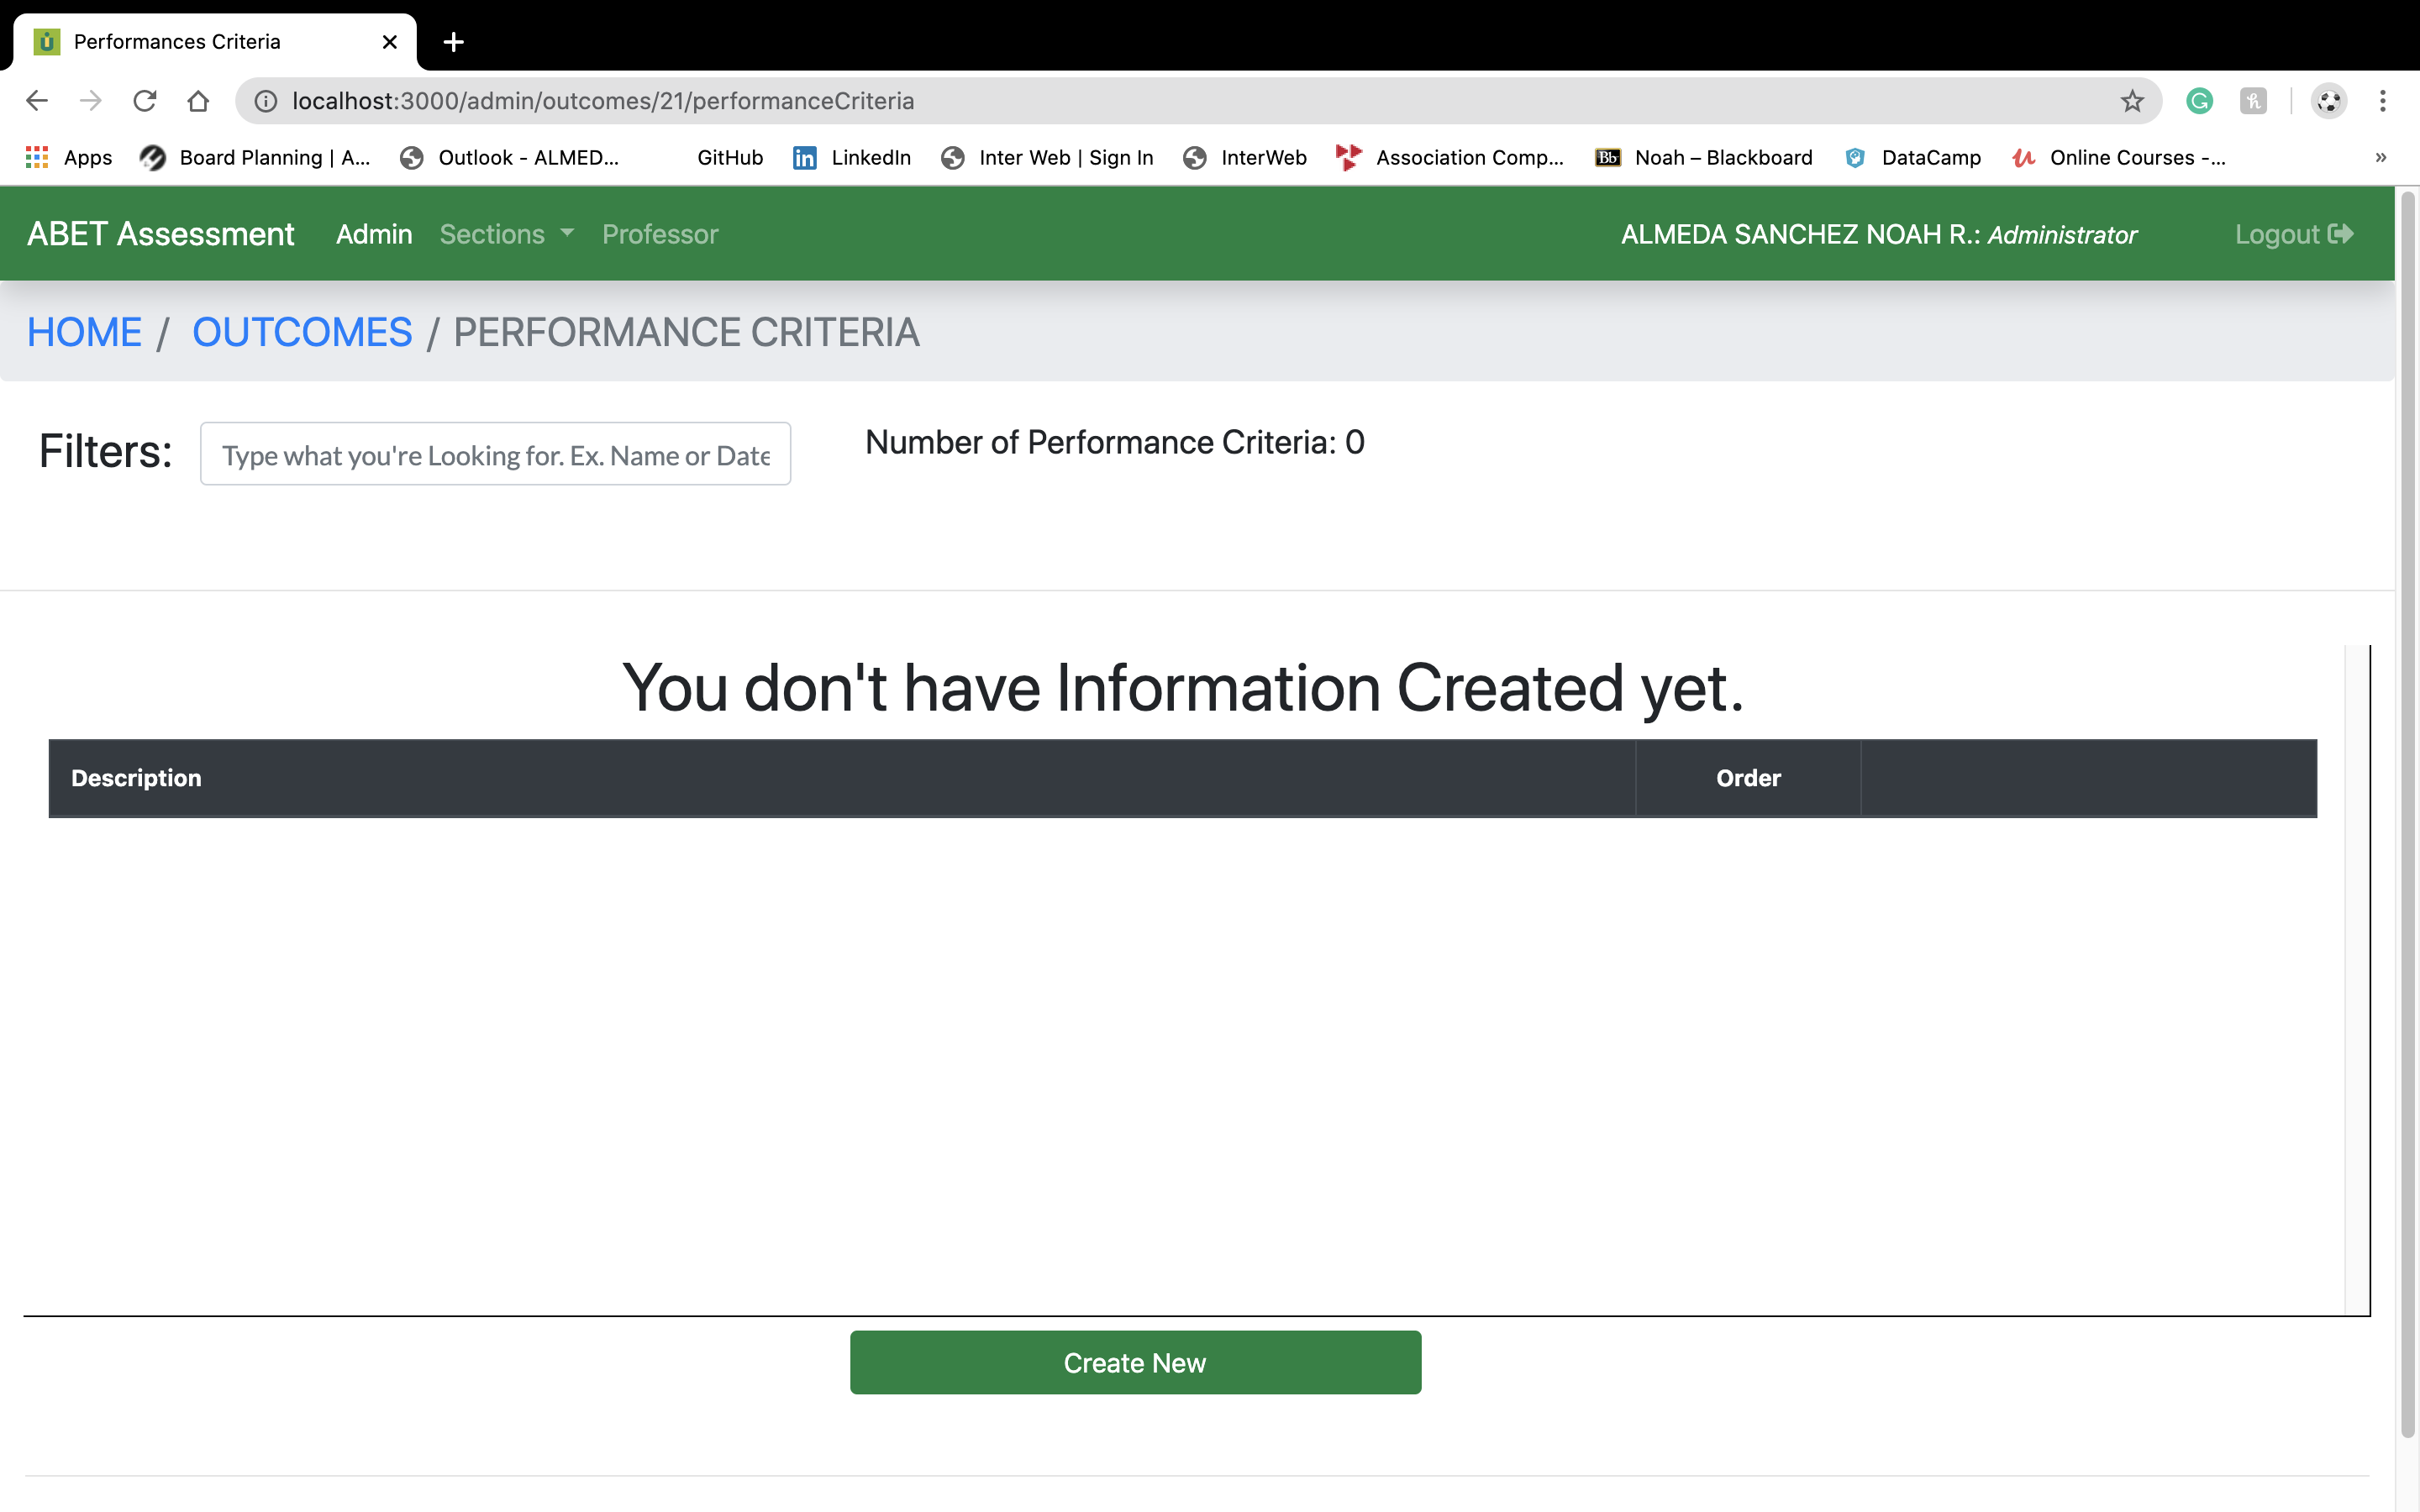 Performances Criteria
localhost:3000/admin/outcomes/21/performanceCriteria
Apps Board Planning | A... Outlook - ALMED... GitHub LinkedIn Inter Web | Sign In InterWeb Association Comp... Bb Noah – Blackboard DataCamp Online Courses -... »
ABET Assessment Admin Sections Professor ALMEDA SANCHEZ NOAH R.: Administrator Logout
HOME / OUTCOMES / PERFORMANCE CRITERIA
Filters: Type what you're Looking for. Ex. Name or Date Number of Performance Criteria: 0
You don't have Information Created yet.
Description Order
Create New